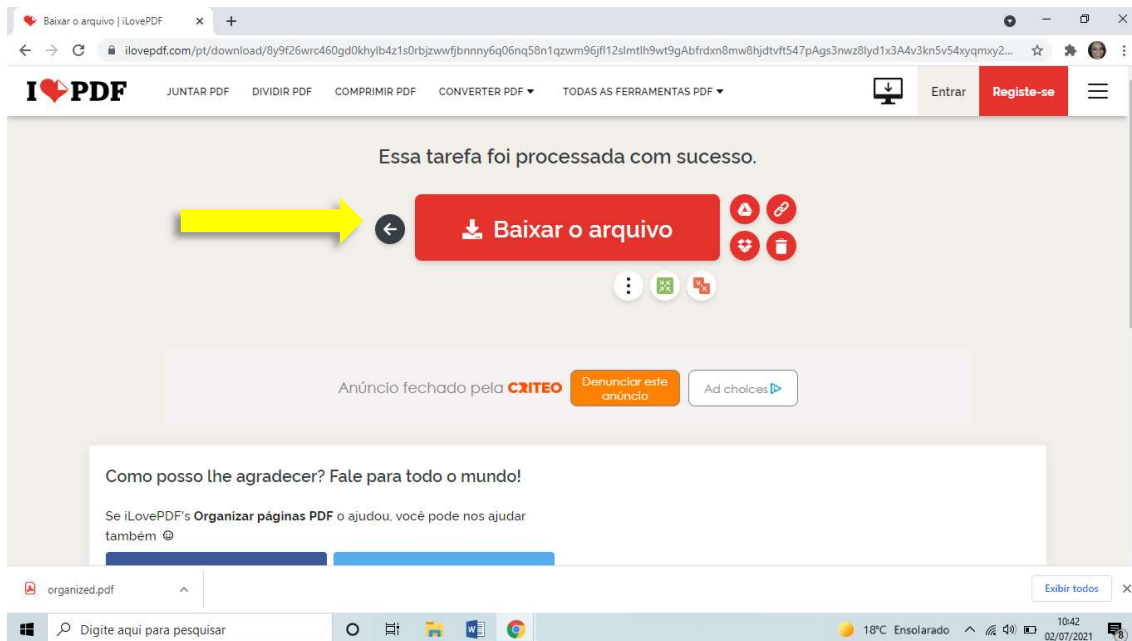 Baixar o arquivo | iLovePDF
ilovepdf.com/pt/download/8y9f26wrc460gd0khylb4z1s0rbjzwwfjbnnny6q06nq58n1qzwm96jfl12slmtlh9wt9gAbfrdxn8mw8hjdtvft547pAgs3nwz8lyd1x3A4v3kn5v54xyqmxy2...
I PDF
JUNTAR PDF DIVIDIR PDF COMPRIMIR PDF CONVERTER PDF TODAS AS FERRAMENTAS PDF Entrar Registe-se
Essa tarefa foi processada com sucesso.
Baixar o arquivo
Anúncio fechado pela CRITEO Denunciar este anúncio Ad choices
Como posso lhe agradecer? Fale para todo o mundo!
Se iLovePDF's Organizar páginas PDF o ajudou, você pode nos ajudar
também
organized.pdf Exibir todos
Digite aqui para pesquisar 18°C Ensolarado 10:42
02/07/2021 8